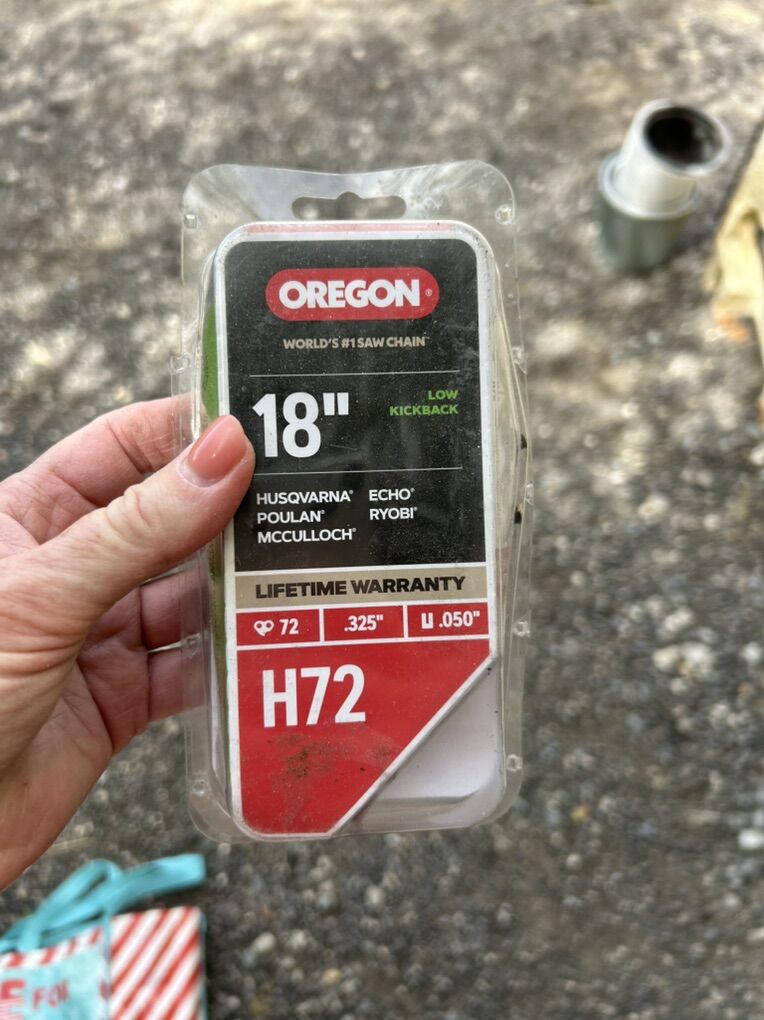 OREGON®
WORLD'S #1 SAW CHAIN™
18"
LOW
KICKBACK
HUSQVARNA® ECHO®
POULAN® RYOBI®
MCCULLOCH®
LIFETIME WARRANTY
72 .325" .050"
H72
FOR